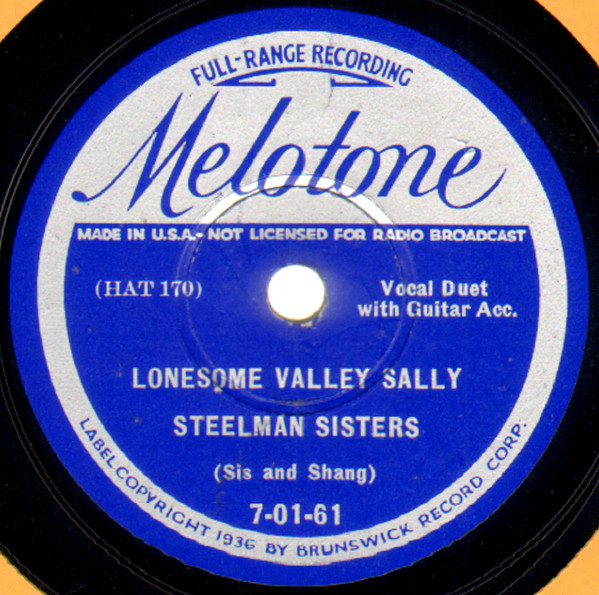 FULL-RANGE RECORDING
Melotone
MADE IN U.S.A.- NOT LICENSED FOR RADIO BROADCAST
(HAT 170)
Vocal Duet
with Guitar Acc.
LONESOME VALLEY SALLY
STEELMAN SISTERS
(Sis and Shang)
7-01-61
LABEL COPYRIGHT 1936 BY BRUNSWICK RECORD CORP.